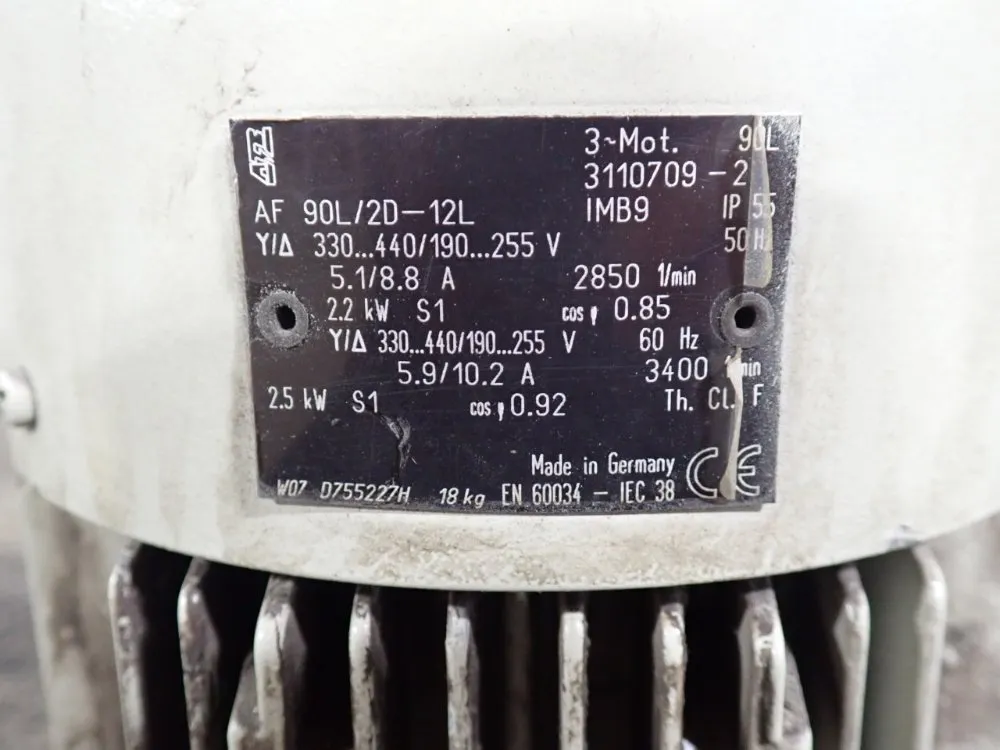 3~Mot. 90L
3110709-2
AF 90L/2D-12L IMB9 IP 55
Y/Δ 330...440/190...255 V 50 Hz
5.1/8.8 A 2850 1/min
2.2 kW S1 cos φ 0.85
Y/Δ 330...440/190...255 V 60 Hz
5.9/10.2 A 3400 1/min
2.5 kW S1 cos φ 0.92 Th. Cl. F
Made in Germany CE
W07 D755227H 18 kg EN 60034 - IEC 38